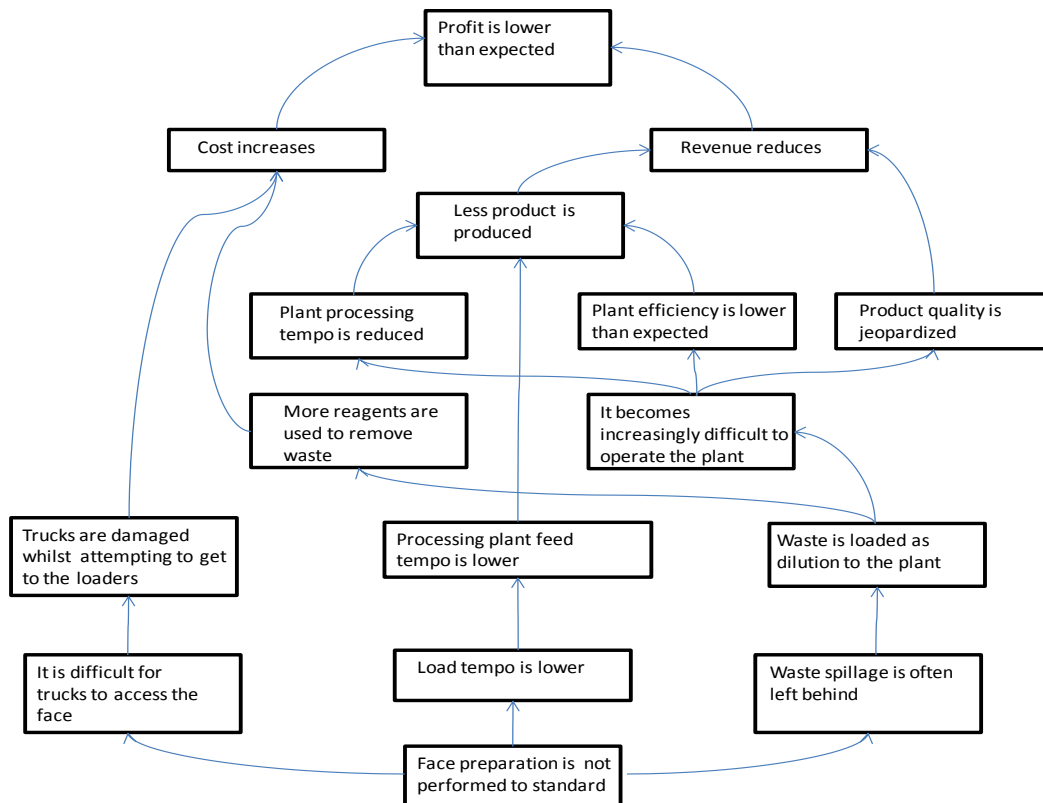 Profit is lower
than expected
Cost increases
Revenue reduces
Less product is
produced
Plant processing
tempo is reduced
Plant efficiency is lower
than expected
Product quality is
jeopardized
More reagents are
used to remove
waste
It becomes
increasingly difficult to
operate the plant
Trucks are damaged
whilst attempting to get
to the loaders
Processing plant feed
tempo is lower
Waste is loaded as
dilution to the plant
It is difficult for
trucks to access the
face
Load tempo is lower
Waste spillage is often
left behind
Face preparation is not
performed to standard